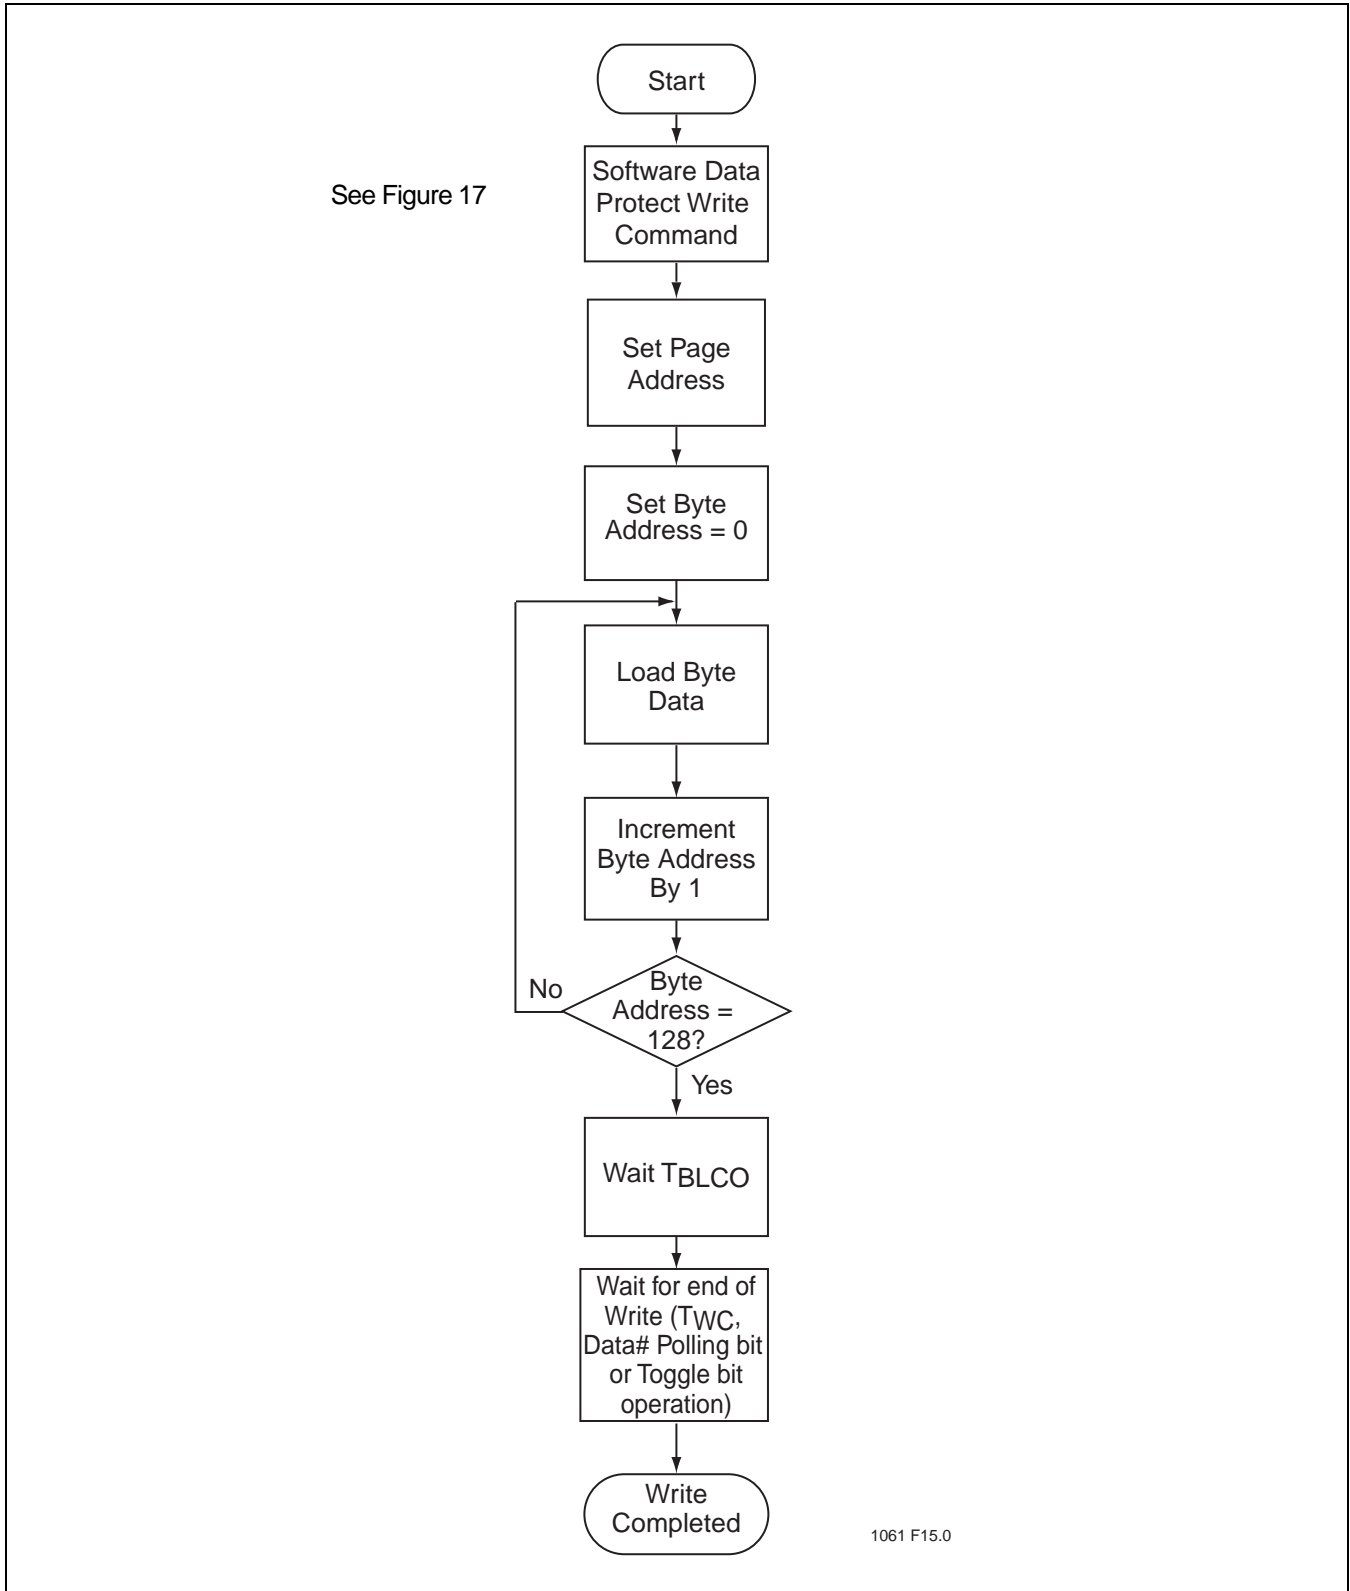 Start
See Figure 17
Software Data
Protect Write
Command
Set Page
Address
Set Byte
Address = 0
Load Byte
Data
Increment
Byte Address
By 1
No
Byte
Address =
128?
Yes
Wait TBLCO
Wait for end of
Write (TWC,
Data# Polling bit
or Toggle bit
operation)
Write
Completed
1061 F15.0